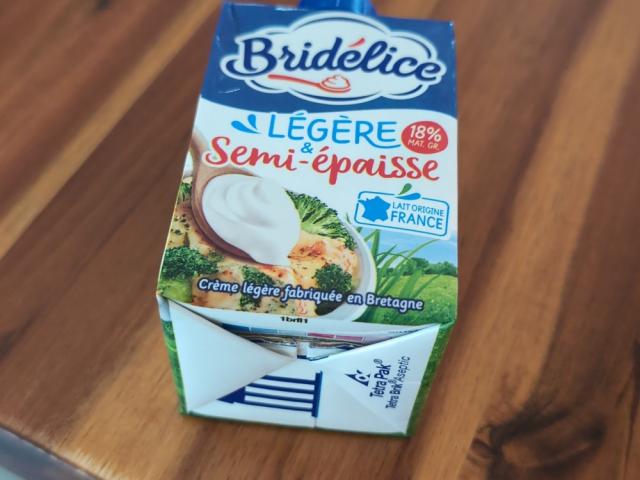 Bridélice
LÉGÈRE
&
Semi-épaisse
18%
MAT. GR.
LAIT ORIGINE
FRANCE
Crème légère fabriquée en Bretagne
Tetra Pak®
Tetra Brik® Aseptic